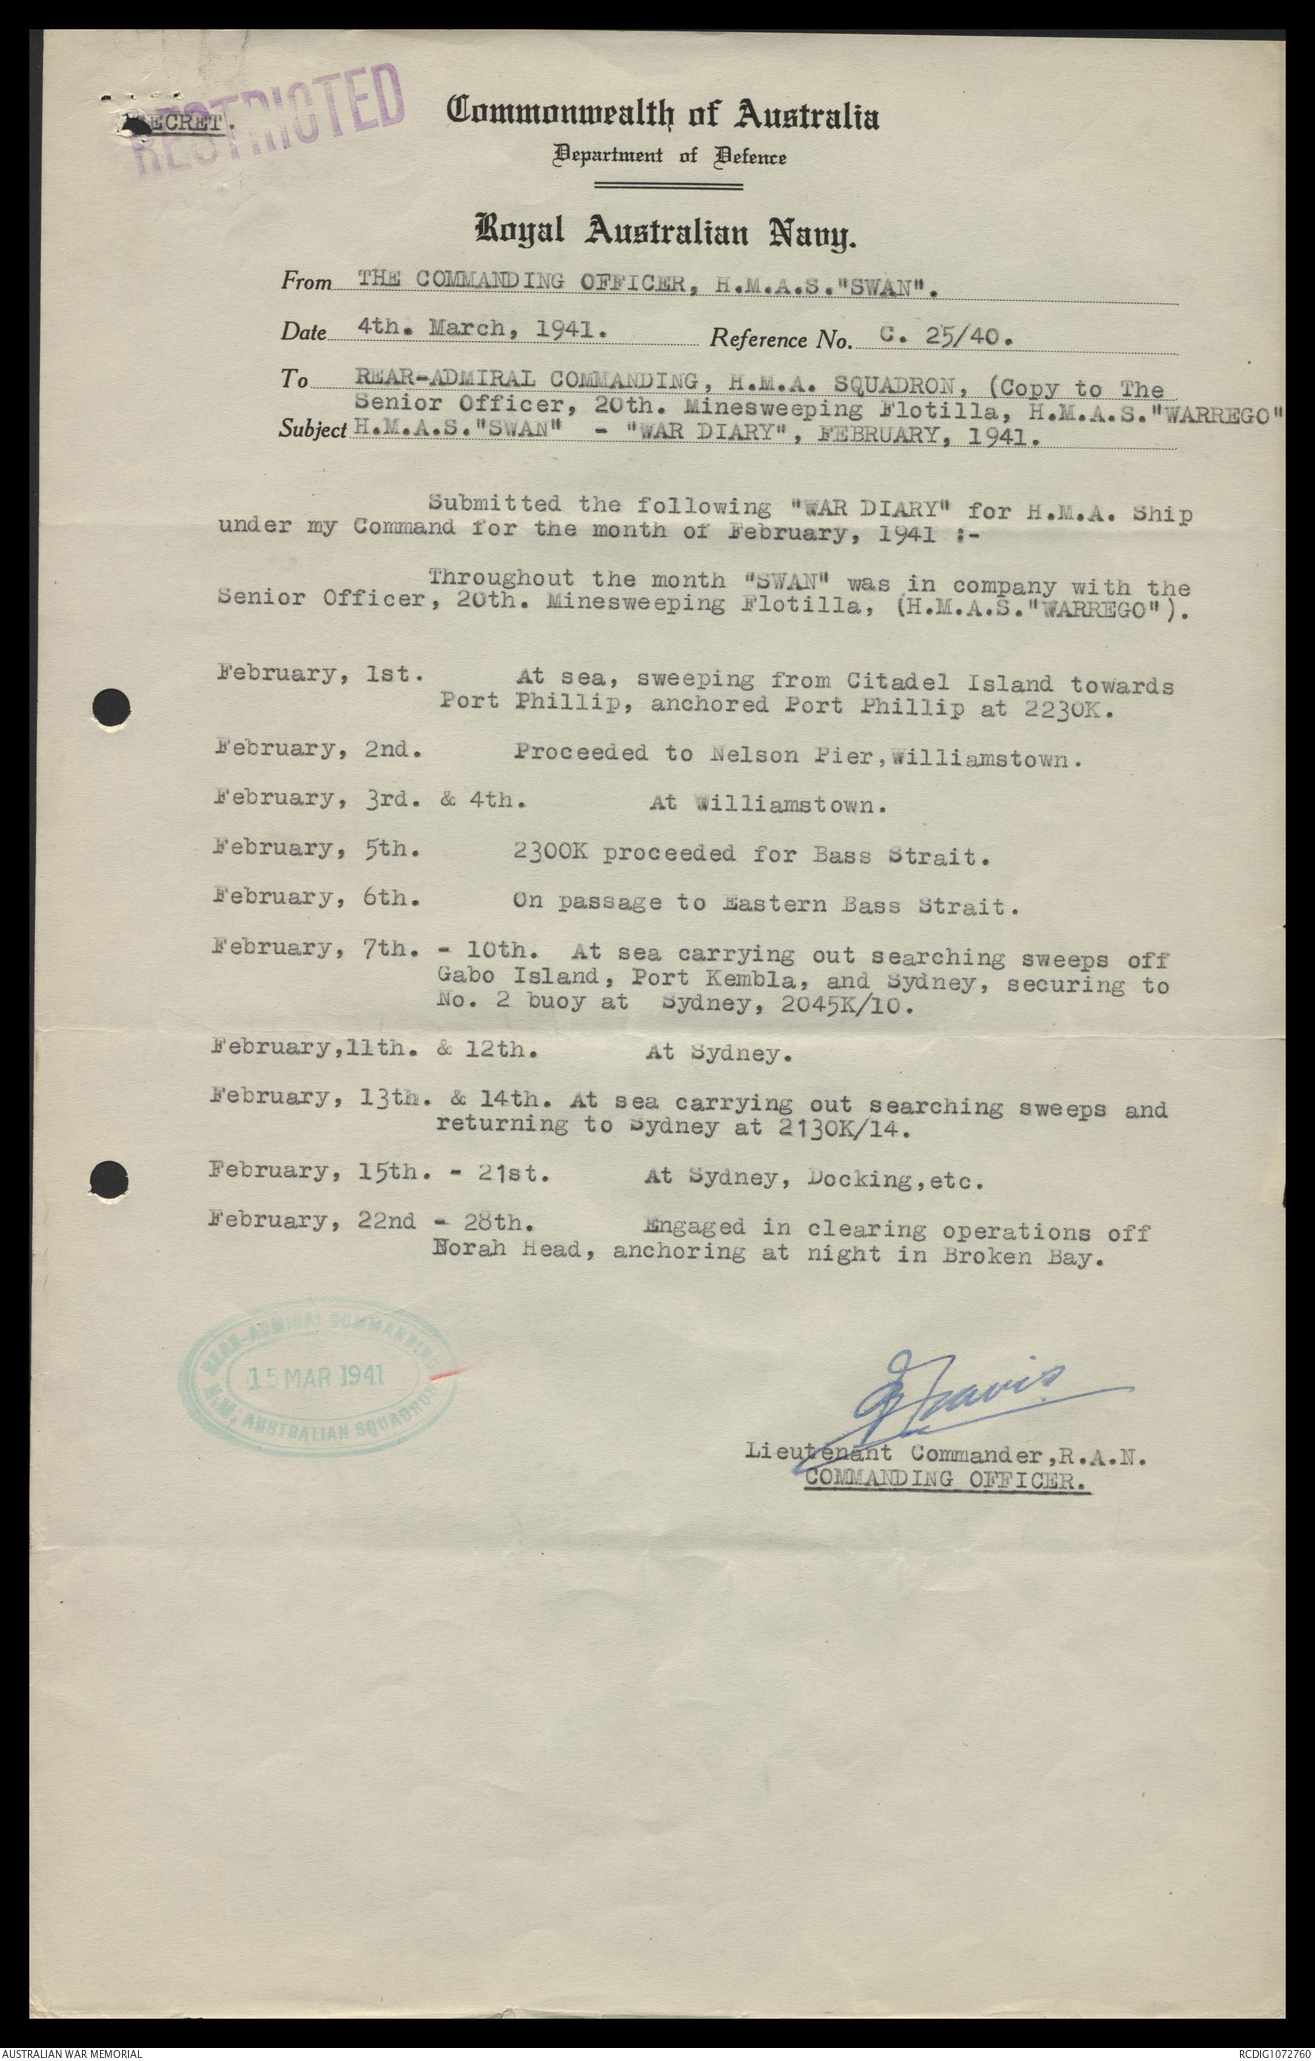 SECRET.
RESTRICTED
Commonwealth of Australia
Department of Defence
Royal Australian Navy.
From THE COMMANDING OFFICER, H.M.A.S."SWAN".
Date 4th. March, 1941. Reference No. C. 25/40.
To REAR-ADMIRAL COMMANDING, H.M.A. SQUADRON, (Copy to The
Senior Officer, 20th. Minesweeping Flotilla, H.M.A.S."WARREGO"
Subject H.M.A.S."SWAN" - "WAR DIARY", FEBRUARY, 1941.
Submitted the following "WAR DIARY" for H.M.A. Ship
under my Command for the month of February, 1941 :-
Throughout the month "SWAN" was in company with the
Senior Officer, 20th. Minesweeping Flotilla, (H.M.A.S."WARREGO").
February, 1st. At sea, sweeping from Citadel Island towards
Port Phillip, anchored Port Phillip at 2230K.
February, 2nd. Proceeded to Nelson Pier,Williamstown.
February, 3rd. & 4th. At Williamstown.
February, 5th. 2300K proceeded for Bass Strait.
February, 6th. On passage to Eastern Bass Strait.
February, 7th. - 10th. At sea carrying out searching sweeps off
Gabo Island, Port Kembla, and Sydney, securing to
No. 2 buoy at Sydney, 2045K/10.
February,11th. & 12th. At Sydney.
February, 13th. & 14th. At sea carrying out searching sweeps and
returning to Sydney at 2130K/14.
February, 15th. - 21st. At Sydney, Docking,etc.
February, 22nd - 28th. Engaged in clearing operations off
Norah Head, anchoring at night in Broken Bay.
REAR-ADMIRAL COMMANDING
15 MAR 1941
H.M. AUSTRALIAN SQUADRON
Travis
Lieutenant Commander,R.A.N.
COMMANDING OFFICER.
AUSTRALIAN WAR MEMORIAL
RCDIG1072760